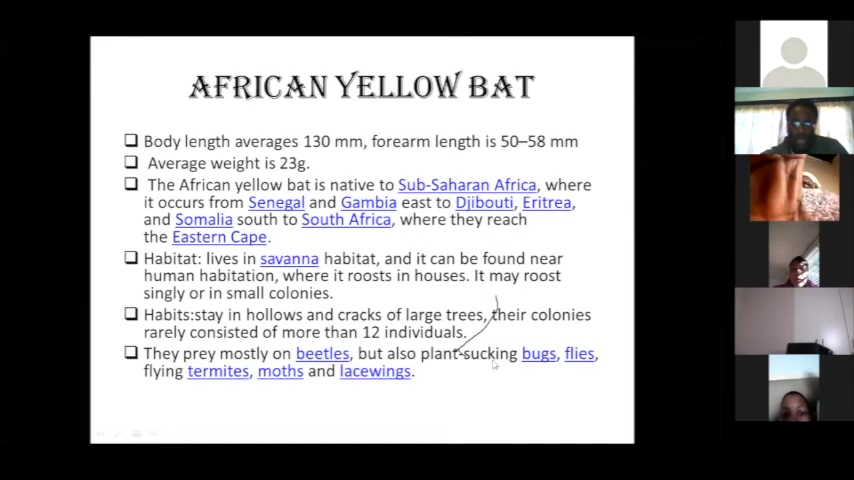 AFRICAN YELLOW BAT
Body length averages 130 mm, forearm length is 50–58 mm
Average weight is 23g.
The African yellow bat is native to Sub-Saharan Africa, where
it occurs from Senegal and Gambia east to Djibouti, Eritrea,
and Somalia south to South Africa, where they reach
the Eastern Cape.
Habitat: lives in savanna habitat, and it can be found near
human habitation, where it roosts in houses. It may roost
singly or in small colonies.
Habits:stay in hollows and cracks of large trees, their colonies
rarely consisted of more than 12 individuals.
They prey mostly on beetles, but also plant-sucking bugs, flies,
flying termites, moths and lacewings.